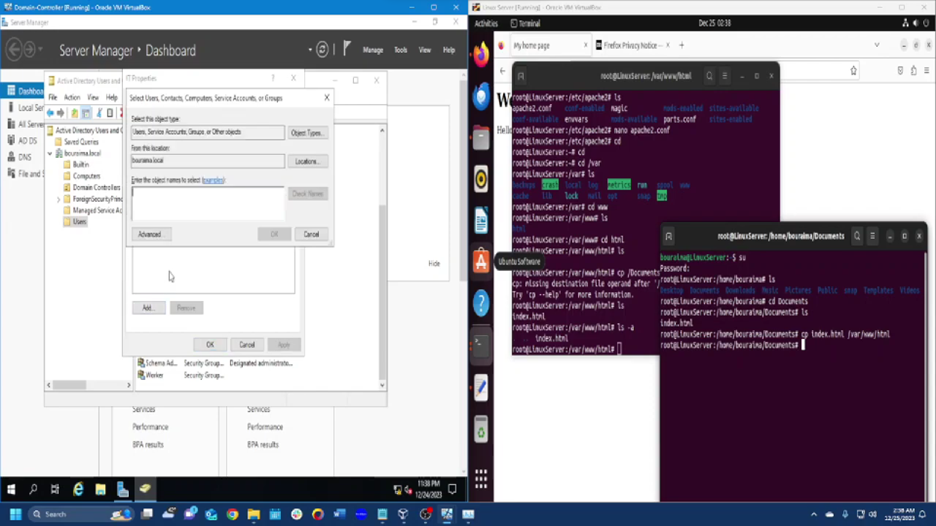 Domain-Controller [Running] - Oracle VM VirtualBox
Server Manager
Server Manager • Dashboard
Manage Tools View Help
Dashboard
Local Ser
All Server
AD DS
DNS
File and S
Active Directory Users and Computers
File Action View Help
Active Directory Users and Com
Saved Queries
bouraima.local
Builtin
Computers
Domain Controllers
ForeignSecurityPrinc
Managed Service Ac
Users
IT Properties
Select Users, Contacts, Computers, Service Accounts, or Groups
Select this object type:
Users, Service Accounts, Groups, or Other objects
Object Types...
From this location:
bouraima.local
Locations...
Enter the object names to select (examples):
Check Names
Advanced...
OK
Cancel
Add...
Remove
OK
Cancel
Apply
Schema Ad... Security Group... Designated administrato...
Worker Security Group...
Hide
Services
Performance
BPA results
Services
Performance
BPA results
11:38 PM
12/24/2023
Linux Server [Running] - Oracle VM VirtualBox
Activities
Terminal
Dec 25 02:38
My home page
Firefox Privacy Notice
root@LinuxServer: /var/www/html
root@LinuxServer:/etc/apache2# ls
apache2.conf conf-enabled magic mods-enabled sites-available
conf-available envvars mods-available ports.conf sites-enabled
root@LinuxServer:/etc/apache2# nano apache2.conf
root@LinuxServer:/etc/apache2# cd
root@LinuxServer:~# cd /var
root@LinuxServer:/var# ls
backups crash local log metrics run spool www
cache lib lock mail opt snap tmp
root@LinuxServer:/var# cd www
root@LinuxServer:/var/www# ls
html
root@LinuxServer:/var/www# cd html
root@LinuxServer:/var/www/html# ls
root@LinuxServer:/var/www/html# cp /Documents
cp: missing destination file operand after '/
Try 'cp --help' for more information.
root@LinuxServer:/var/www/html# ls
index.html
root@LinuxServer:/var/www/html# ls -a
. .. index.html
root@LinuxServer:/var/www/html#
Ubuntu Software
root@LinuxServer: /home/bouraima/Documents
bouraima@LinuxServer:~$ su
Password:
root@LinuxServer:/home/bouraima# ls
Desktop Documents Downloads Music Pictures Public snap Templates Videos
root@LinuxServer:/home/bouraima# cd Documents
root@LinuxServer:/home/bouraima/Documents# ls
index.html
root@LinuxServer:/home/bouraima/Documents# cp index.html /var/www/html
root@LinuxServer:/home/bouraima/Documents#
Search
2:38 AM
12/25/2023